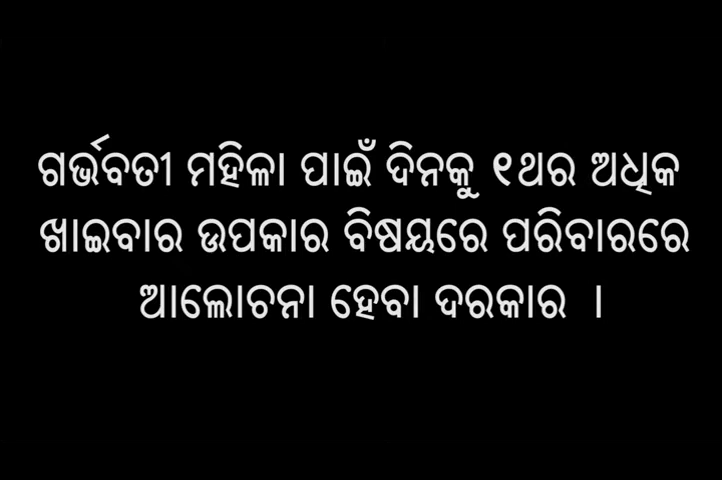 ଗର୍ଭବତୀ ମହିଳା ପାଇଁ ଦିନକୁ ୧ଥର ଅଧିକ
ଖାଇବାର ଉପକାର ବିଷୟରେ ପରିବାରରେ
ଆଲୋଚନା ହେବା ଦରକାର ।